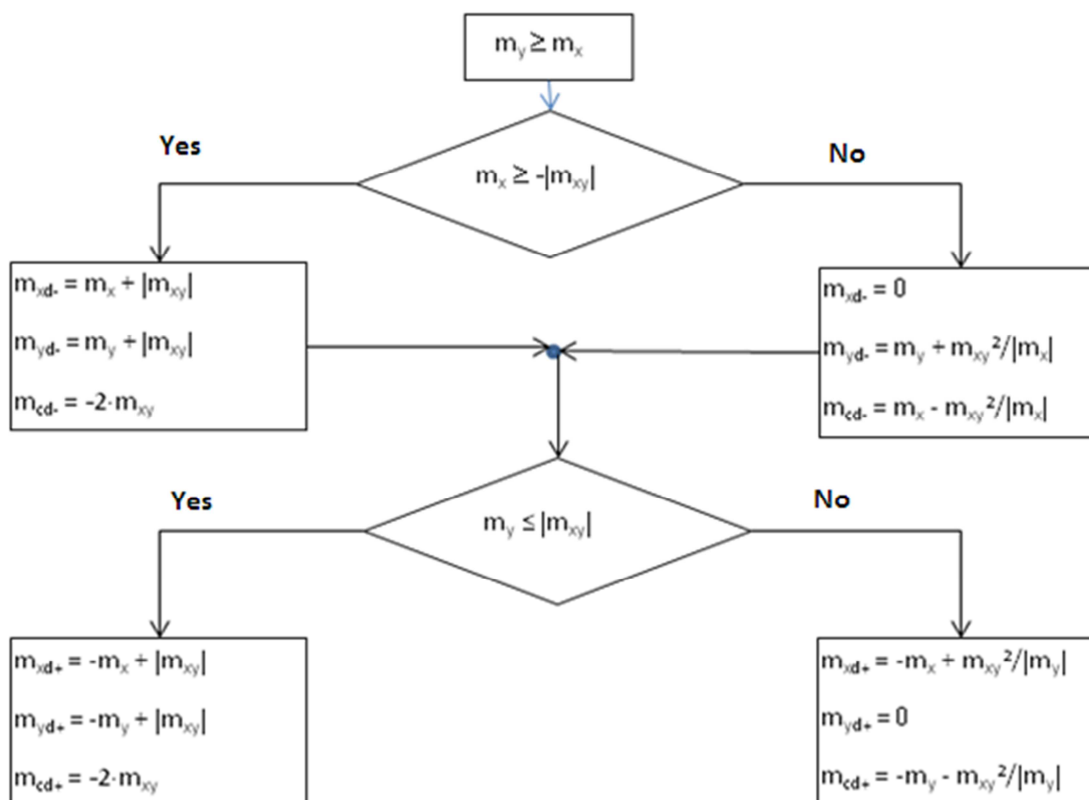 m_y ≥ m_x
Yes
No
m_x ≥ -|m_xy|
m_xd- = m_x + |m_xy|
m_yd- = m_y + |m_xy|
m_cd- = -2·m_xy
m_xd- = 0
m_yd- = m_y + m_xy²/|m_x|
m_cd- = m_x - m_xy²/|m_x|
Yes
No
m_y ≤ |m_xy|
m_xd+ = -m_x + |m_xy|
m_yd+ = -m_y + |m_xy|
m_cd+ = -2·m_xy
m_xd+ = -m_x + m_xy²/|m_y|
m_yd+ = 0
m_cd+ = -m_y - m_xy²/|m_y|